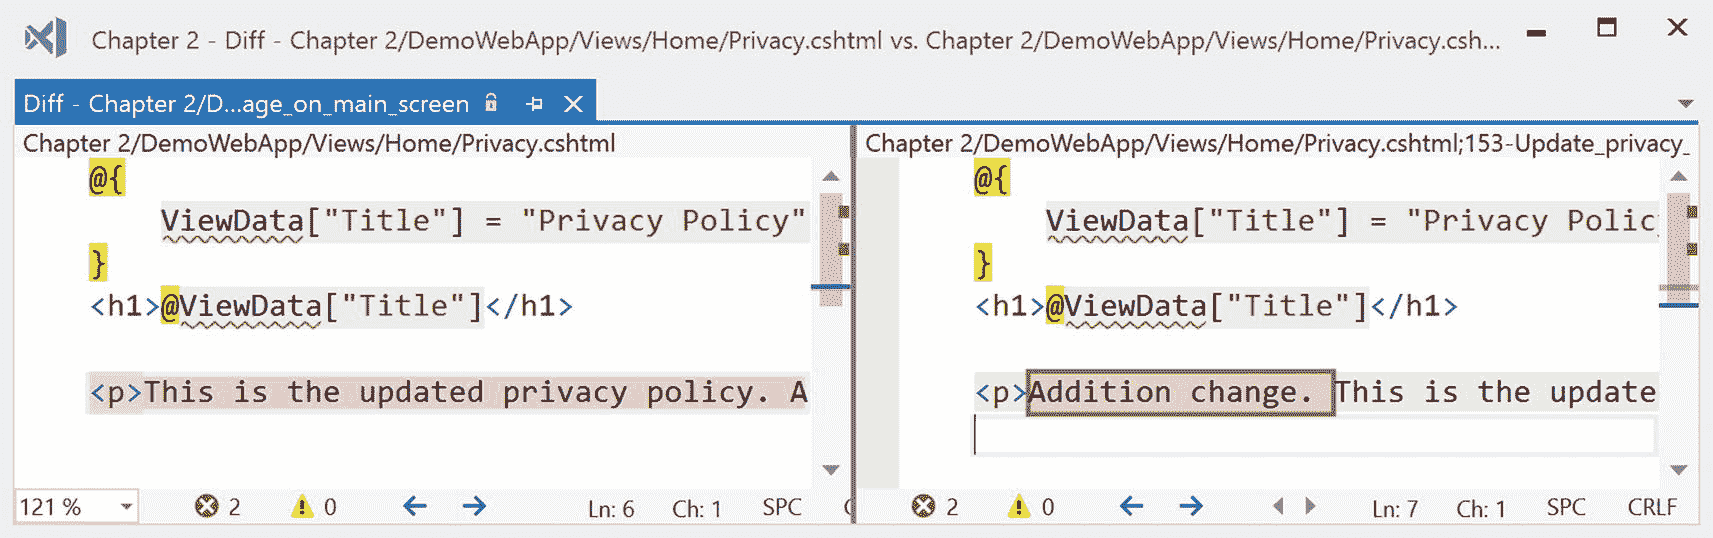 Chapter 2 - Diff - Chapter 2/DemoWebApp/Views/Home/Privacy.cshtml vs. Chapter 2/DemoWebApp/Views/Home/Privacy.csh...
Diff - Chapter 2/D...age_on_main_screen
Chapter 2/DemoWebApp/Views/Home/Privacy.cshtml
@{
ViewData["Title"] = "Privacy Policy"
}
<h1>@ViewData["Title"]</h1>
<p>This is the updated privacy policy. A
121 % 2 0 Ln: 6 Ch: 1 SPC
Chapter 2/DemoWebApp/Views/Home/Privacy.cshtml;153-Update_privacy_
@{
ViewData["Title"] = "Privacy Polic
}
<h1>@ViewData["Title"]</h1>
<p>Addition change. This is the update
2 0 Ln: 7 Ch: 1 SPC CRLF